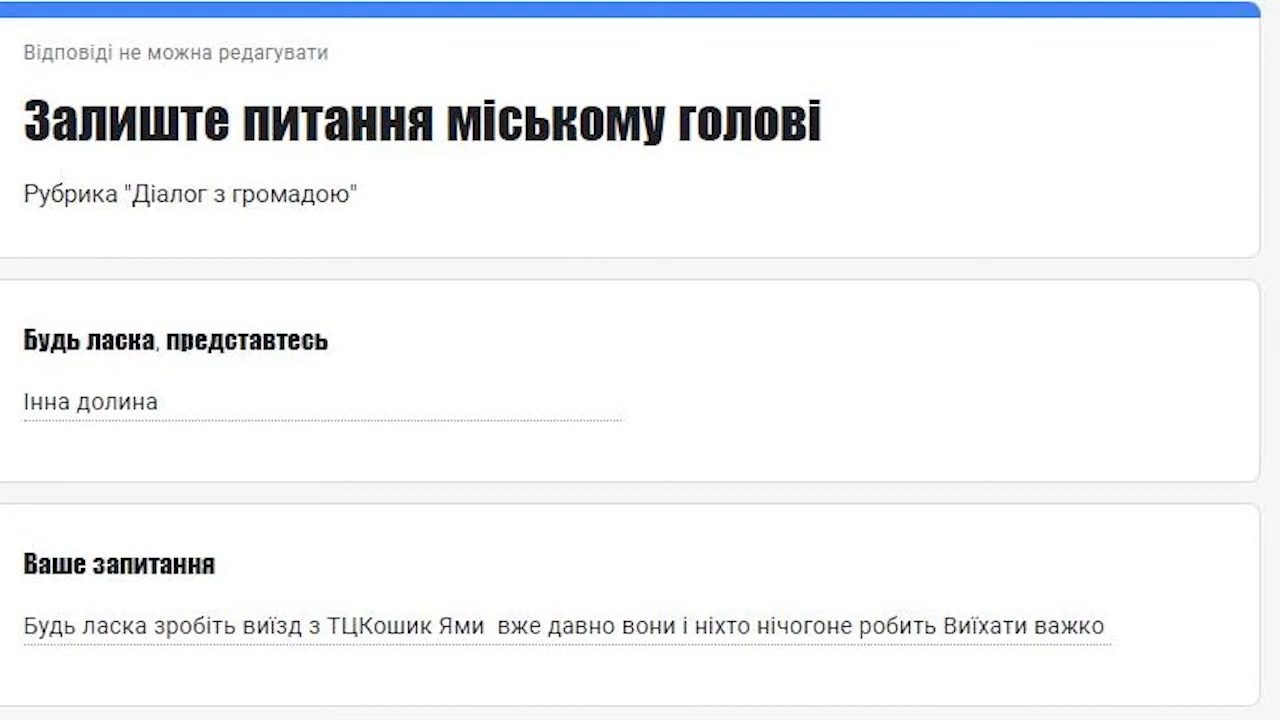 Відповіді не можна редагувати
Залиште питання міському голові
Рубрика "Діалог з громадою"
Будь ласка, представтесь
Інна долина
Ваше запитання
Будь ласка зробіть виїзд з ТЦКошик Ями  вже давно вони і ніхто нічогоне робить Виїхати важко